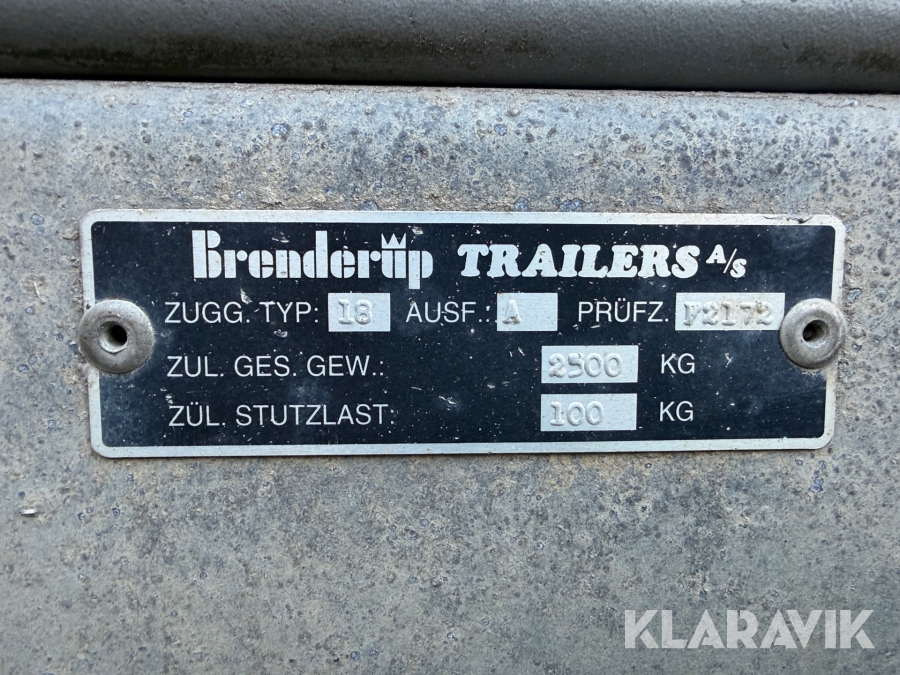 Brenderup TRAILERS A/S
ZUGG. TYP: 18 AUSF.: A PRÜFZ. F2172
ZUL. GES. GEW.: 2500 KG
ZÜL. STUTZLAST: 100 KG
KLARAVIK